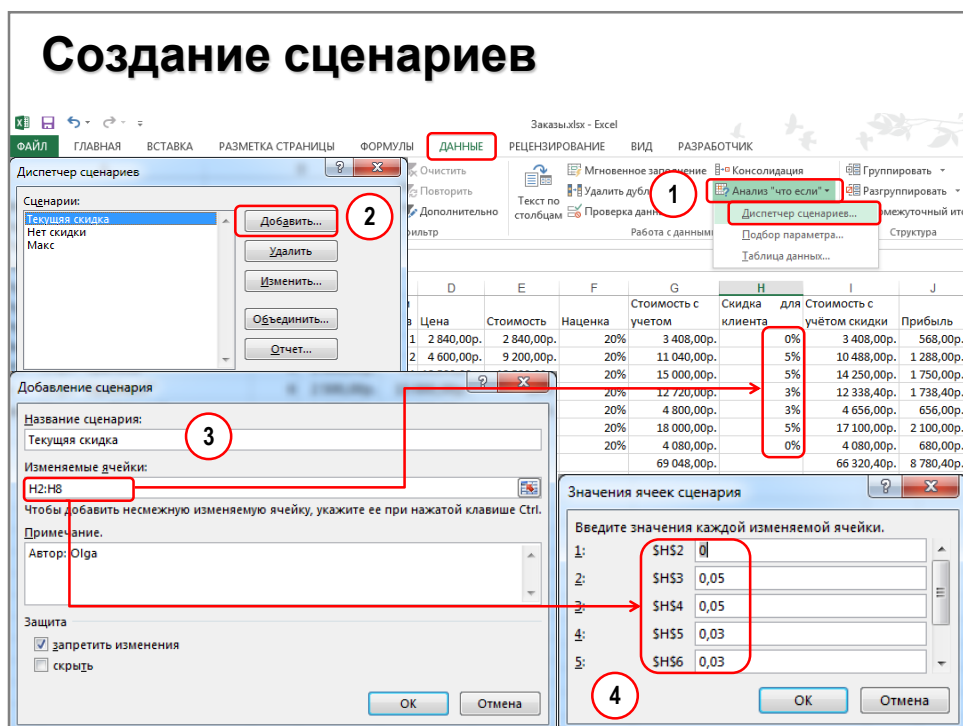 Создание сценариев
Заказы.xlsx - Excel
ФАЙЛ ГЛАВНАЯ ВСТАВКА РАЗМЕТКА СТРАНИЦЫ ФОРМУЛЫ ДАННЫЕ РЕЦЕНЗИРОВАНИЕ ВИД РАЗРАБОТЧИК
Очистить
Повторить
Дополнительно
Текст по
столбцам
Мгновенное заполнение
Удалить
Проверка
Работа с данным
Консолидация
Анализ "что если"
Диспетчер сценариев...
Подбор параметра...
Таблица данных...
Группировать
Разгруппировать
Структура
1
Диспетчер сценариев
Сценарии:
Текущая скидка
Нет скидки
Макс
Добавить...
Удалить
Изменить...
Объединить...
Отчет...
2
D E F G H I J
Цена Стоимость Наценка Стоимость с учетом Скидка для клиента Стоимость с учётом скидки Прибыль
1 2 840,00р. 2 840,00р. 20% 3 408,00р. 0% 3 408,00р. 568,00р.
2 4 600,00р. 9 200,00р. 20% 11 040,00р. 5% 10 488,00р. 1 288,00р.
20% 15 000,00р. 5% 14 250,00р. 1 750,00р.
20% 12 720,00р. 3% 12 338,40р. 1 738,40р.
20% 4 800,00р. 3% 4 656,00р. 656,00р.
20% 18 000,00р. 5% 17 100,00р. 2 100,00р.
20% 4 080,00р. 0% 4 080,00р. 680,00р.
69 048,00р. 66 320,40р. 8 780,40р.
Добавление сценария
Название сценария:
Текущяя скидка
3
Изменяемые ячейки:
H2:H8
Чтобы добавить несмежную изменяемую ячейку, укажите ее при нажатой клавише Ctrl.
Примечание.
Автор: Olga
Защита
запретить изменения
скрыть
ОК Отмена
Значения ячеек сценария
Введите значения каждой изменяемой ячейки.
1: $H$2 0
2: $H$3 0,05
3: $H$4 0,05
4: $H$5 0,03
5: $H$6 0,03
4
ОК Отмена